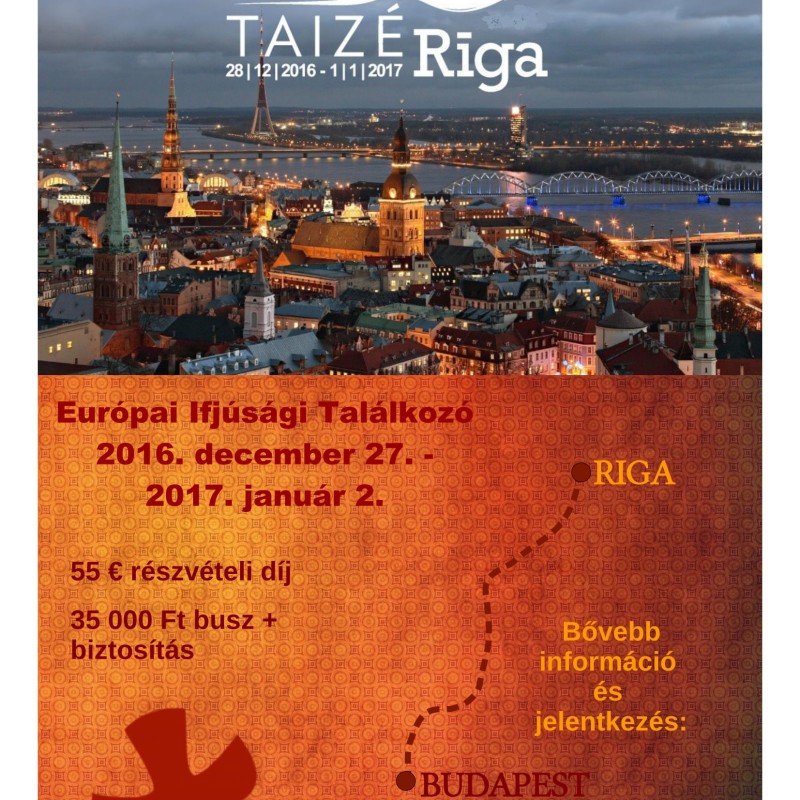 TAIZÉ Riga
28|12|2016 - 1|1|2017
Európai Ifjúsági Találkozó
2016. december 27. -
2017. január 2.
RIGA
55 € részvételi díj
35 000 Ft busz +
biztosítás
Bővebb
információ
és
jelentkezés:
BUDAPEST